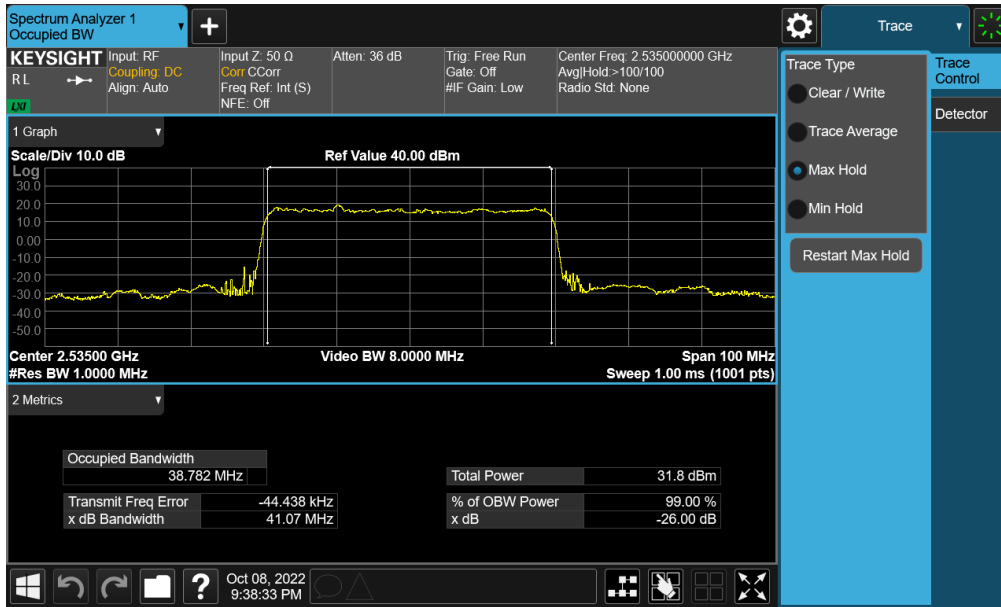 Spectrum Analyzer 1
Occupied BW
Trace
KEYSIGHT
R L
LXI
Input: RF
Coupling: DC
Align: Auto
Input Z: 50 Ω
Corr CCorr
Freq Ref: Int (S)
NFE: Off
Atten: 36 dB
Trig: Free Run
Gate: Off
#IF Gain: Low
Center Freq: 2.535000000 GHz
Avg|Hold:>100/100
Radio Std: None
Trace Type
Clear / Write
Trace Average
Max Hold
Min Hold
Restart Max Hold
Trace
Control
Detector
1 Graph
Scale/Div 10.0 dB
Ref Value 40.00 dBm
Log
30.0
20.0
10.0
0.00
-10.0
-20.0
-30.0
-40.0
-50.0
Center 2.53500 GHz
Video BW 8.0000 MHz
Span 100 MHz
#Res BW 1.0000 MHz
Sweep 1.00 ms (1001 pts)
2 Metrics
Occupied Bandwidth
38.782 MHz
Total Power 31.8 dBm
Transmit Freq Error -44.438 kHz
% of OBW Power 99.00 %
x dB Bandwidth 41.07 MHz
x dB -26.00 dB
?
Oct 08, 2022
9:38:33 PM